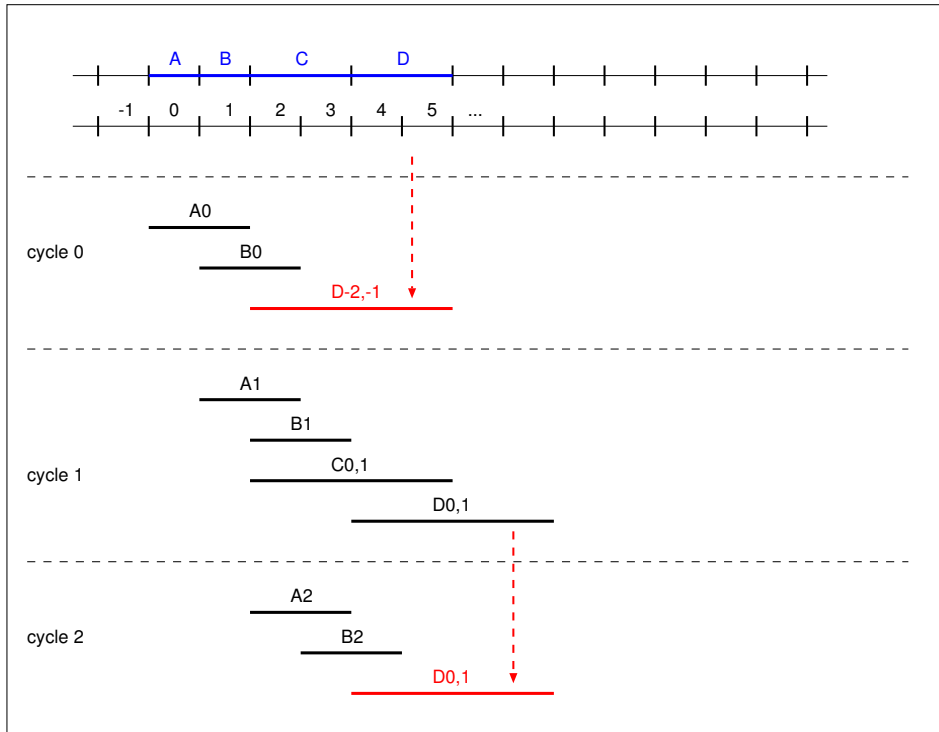 A B C D
-1 0 1 2 3 4 5 ...
A0
cycle 0
B0
D-2,-1
A1
B1
C0,1
cycle 1
D0,1
A2
cycle 2
B2
D0,1